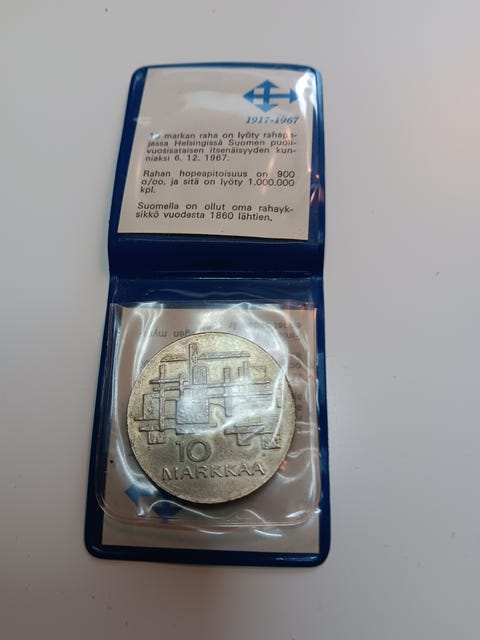 1917-1967
10 markan raha on lyöty rahapa-
jassa Helsingissä Suomen puoli-
vuosisataisen itsenäisyyden kun-
niaksi 6. 12. 1967.
Rahan hopeapitoisuus on 900
o/oo, ja sitä on lyöty 1.000.000
kpl.
Suomella on ollut oma rahayk-
sikkö vuodesta 1860 lähtien.
10
MARKKAA